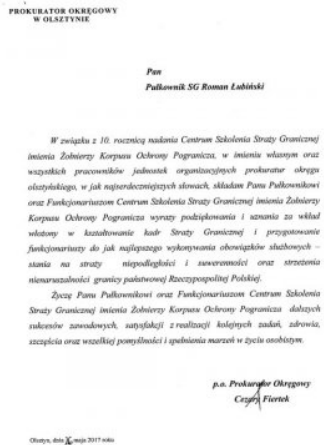 PROKURATOR OKRĘGOWY
W OLSZTYNIE
Pan
Pułkownik SG Roman Łubiński
W związku z 10. rocznicą nadania Centrum Szkolenia Straży Granicznej
imienia Żołnierzy Korpusu Ochrony Pogranicza, w imieniu własnym oraz
wszystkich pracowników jednostek organizacyjnych prokuratur okręgu
olsztyńskiego, w jak najserdeczniejszych słowach, składam Panu Pułkownikowi
oraz Funkcjonariuszom Centrum Szkolenia Straży Granicznej imienia Żołnierzy
Korpusu Ochrony Pogranicza wyrazy podziękowania i uznania za wkład
włożony w kształtowanie kadr Straży Granicznej i przygotowanie
funkcjonariuszy do jak najlepszego wykonywania obowiązków służbowych –
stania na straży niepodległości i suwerenności oraz strzeżenia
nienaruszalności granicy państwowej Rzeczypospolitej Polskiej.
Życzę Panu Pułkownikowi oraz Funkcjonariuszom Centrum Szkolenia
Straży Granicznej imienia Żołnierzy Korpusu Ochrony Pogranicza dalszych
sukcesów zawodowych, satysfakcji z realizacji kolejnych zadań, zdrowia,
szczęścia oraz wszelkiej pomyślności i spełnienia marzeń w życiu osobistym.
p.o. Prokurator Okręgowy
Cezary Fiertek
Olsztyn, dnia maja 2017 roku